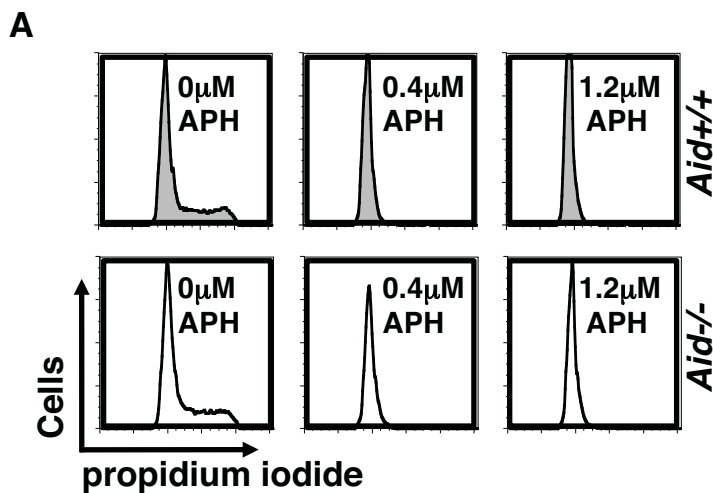 A
0μM
APH
0.4μM
APH
1.2μM
APH
Aid+/+
0μM
APH
0.4μM
APH
1.2μM
APH
Aid-/-
Cells
propidium iodide